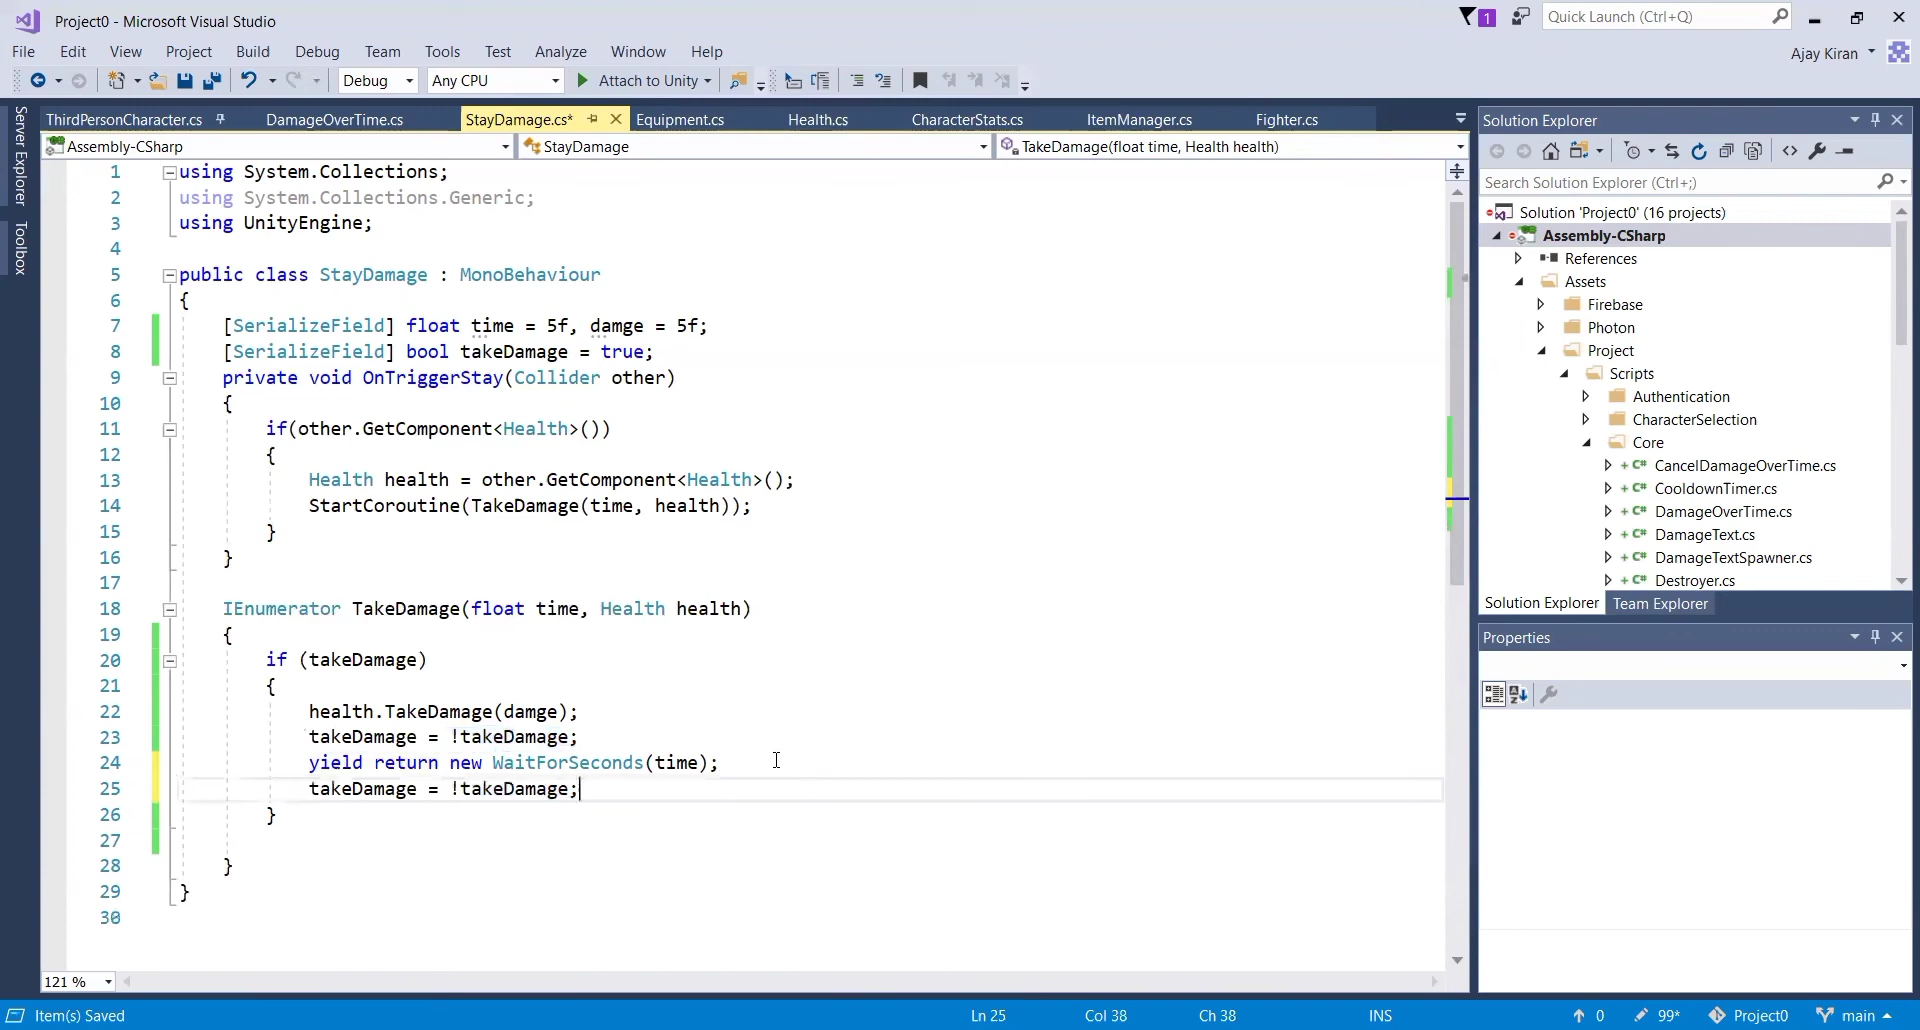 Project0 - Microsoft Visual Studio
1
Quick Launch (Ctrl+Q)
File Edit View Project Build Debug Team Tools Test Analyze Window Help
Ajay Kiran
Debug Any CPU Attach to Unity
ThirdPersonCharacter.cs DamageOverTime.cs StayDamage.cs* Equipment.cs Health.cs CharacterStats.cs ItemManager.cs Fighter.cs
Assembly-CSharp StayDamage TakeDamage(float time, Health health)
Server Explorer
Toolbox
1 using System.Collections;
2 using System.Collections.Generic;
3 using UnityEngine;
4
5 public class StayDamage : MonoBehaviour
6 {
7 [SerializeField] float time = 5f, damge = 5f;
8 [SerializeField] bool takeDamage = true;
9 private void OnTriggerStay(Collider other)
10 {
11 if(other.GetComponent<Health>())
12 {
13 Health health = other.GetComponent<Health>();
14 StartCoroutine(TakeDamage(time, health));
15 }
16 }
17
18 IEnumerator TakeDamage(float time, Health health)
19 {
20 if (takeDamage)
21 {
22 health.TakeDamage(damge);
23 takeDamage = !takeDamage;
24 yield return new WaitForSeconds(time);
25 takeDamage = !takeDamage;
26 }
27
28 }
29 }
30
121 %
Solution Explorer
Search Solution Explorer (Ctrl+;)
Solution 'Project0' (16 projects)
Assembly-CSharp
References
Assets
Firebase
Photon
Project
Scripts
Authentication
CharacterSelection
Core
+ C# CancelDamageOverTime.cs
+ C# CooldownTimer.cs
+ C# DamageOverTime.cs
+ C# DamageText.cs
+ C# DamageTextSpawner.cs
+ C# Destroyer.cs
Solution Explorer Team Explorer
Properties
Item(s) Saved Ln 25 Col 38 Ch 38 INS 0 99* Project0 main